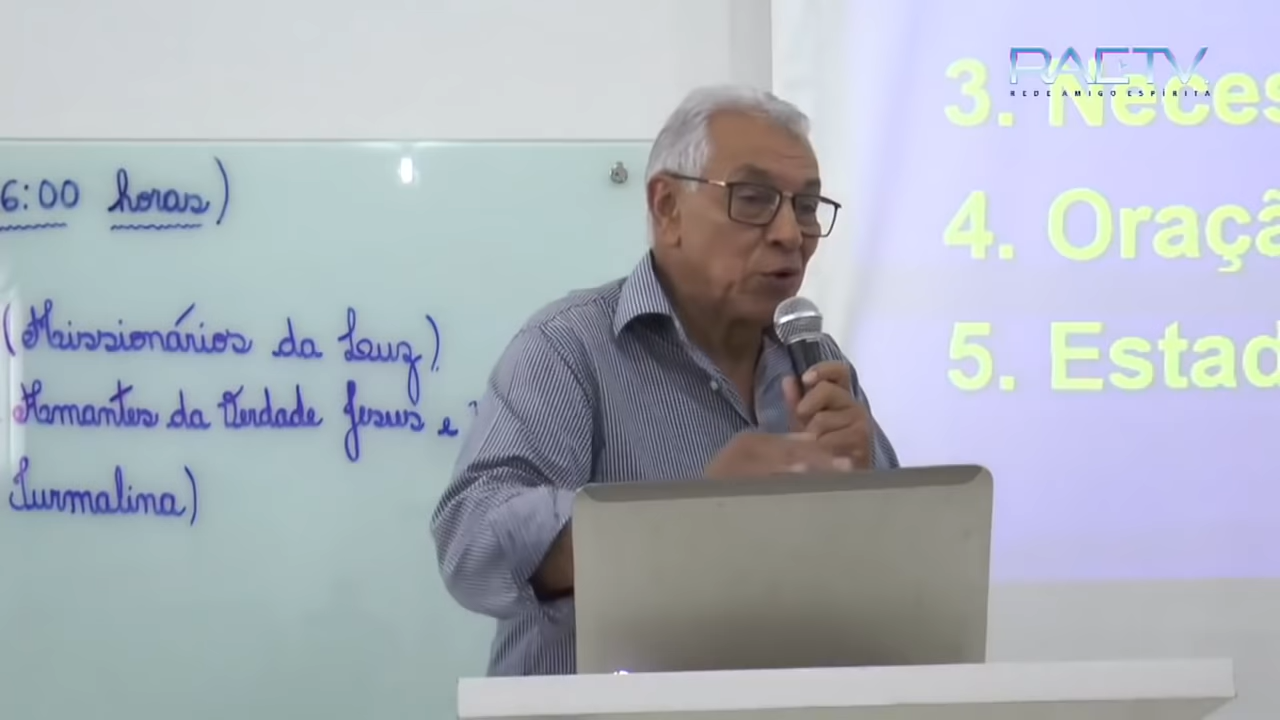 6:00 horas)
(Missionários da Luz)
Amantes da Verdade Jesus e
Turmalina)
RAETV
REDE AMIGO ESPÍRITA
3. Neces
4. Oraçã
5. Estad